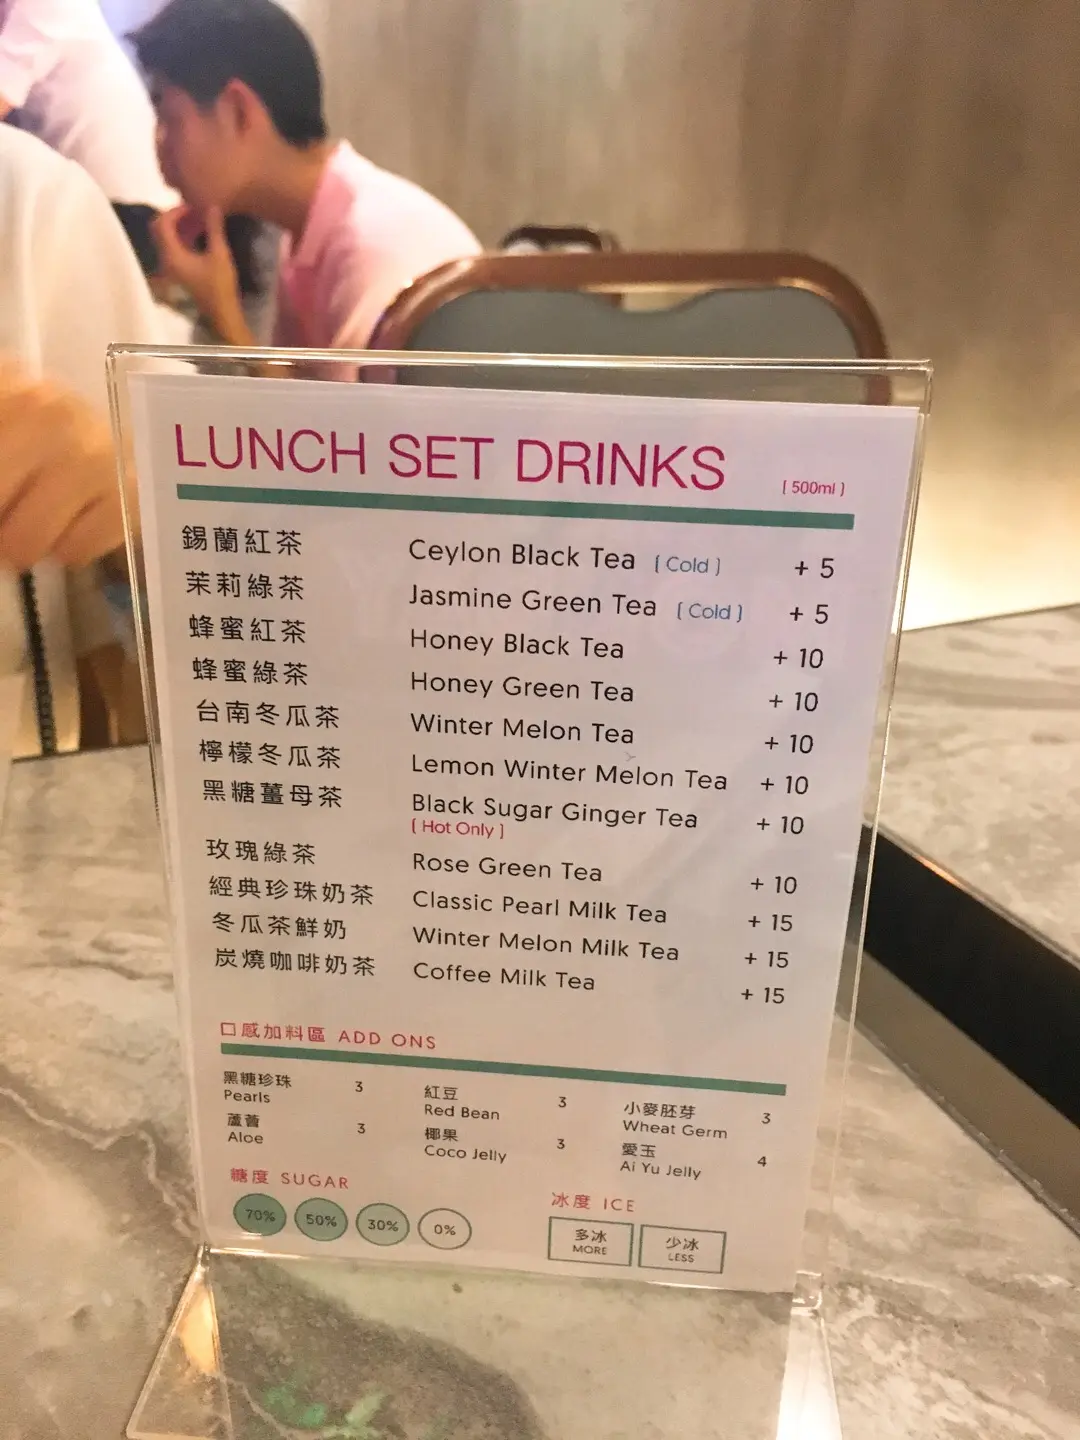 LUNCH SET DRINKS [ 500ml ]
錫蘭紅茶 Ceylon Black Tea [ Cold ] + 5
茉莉綠茶 Jasmine Green Tea [ Cold ] + 5
蜂蜜紅茶 Honey Black Tea + 10
蜂蜜綠茶 Honey Green Tea + 10
台南冬瓜茶 Winter Melon Tea + 10
檸檬冬瓜茶 Lemon Winter Melon Tea + 10
黑糖薑母茶 Black Sugar Ginger Tea + 10
[ Hot Only ]
玫瑰綠茶 Rose Green Tea + 10
經典珍珠奶茶 Classic Pearl Milk Tea + 15
冬瓜茶鮮奶 Winter Melon Milk Tea + 15
炭燒咖啡奶茶 Coffee Milk Tea + 15
口感加料區 ADD ONS
黑糖珍珠 3 紅豆 3 小麥胚芽 3
Pearls Red Bean Wheat Germ
蘆薈 3 椰果 3 愛玉 4
Aloe Coco Jelly Ai Yu Jelly
糖度 SUGAR 冰度 ICE
70% 50% 30% 0% 多冰 少冰
MORE LESS